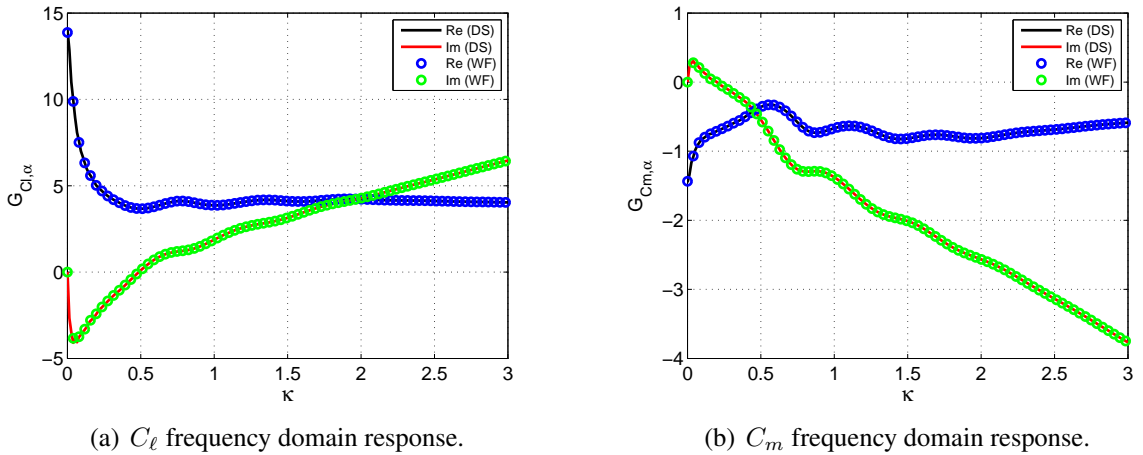 15
10
5
0
−5
G_Cl,α
0
0.5
1
1.5
2
2.5
3
κ
Re (DS)
Im (DS)
Re (WF)
Im (WF)
(a) C_ℓ frequency domain response.
1
0
−1
−2
−3
−4
G_Cm,α
0
0.5
1
1.5
2
2.5
3
κ
Re (DS)
Im (DS)
Re (WF)
Im (WF)
(b) C_m frequency domain response.